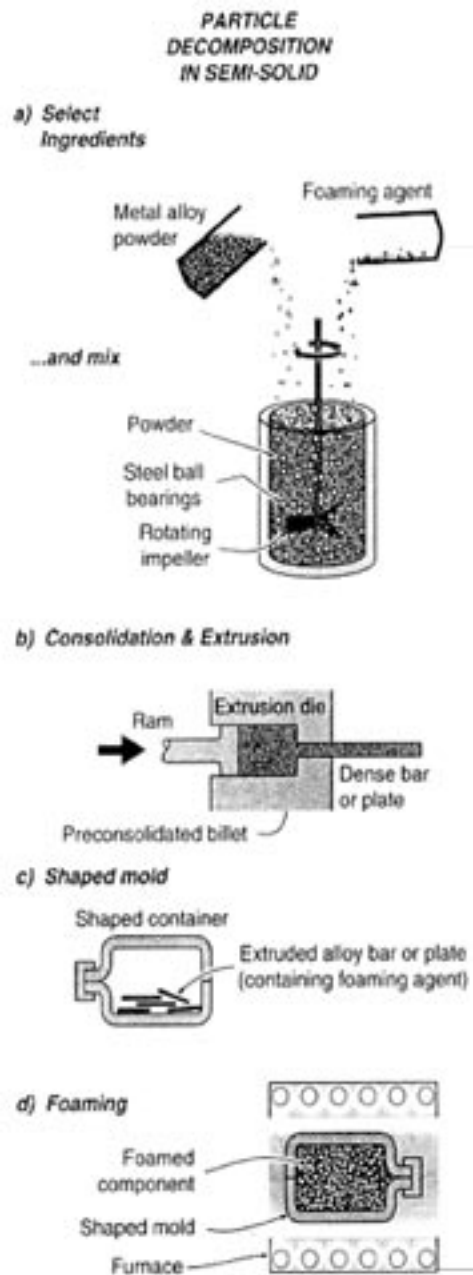 PARTICLE
DECOMPOSITION
IN SEMI-SOLID
a) Select
Ingredients
Foaming agent
Metal alloy
powder
...and mix
Powder
Steel ball
bearings
Rotating
impeller
b) Consolidation & Extrusion
Extrusion die
Ram
Dense bar
or plate
Preconsolidated billet
c) Shaped mold
Shaped container
Extruded alloy bar or plate
(containing foaming agent)
d) Foaming
Foamed
component
Shaped mold
Furnace